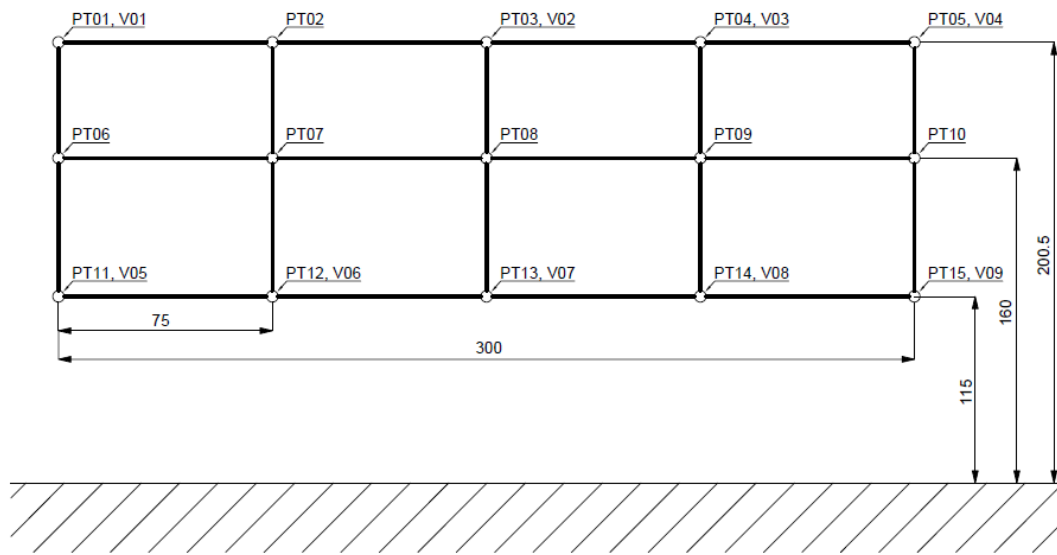 PT01, V01
PT02
PT03, V02
PT04, V03
PT05, V04
PT06
PT07
PT08
PT09
PT10
PT11, V05
PT12, V06
PT13, V07
PT14, V08
PT15, V09
75
300
115
160
200.5